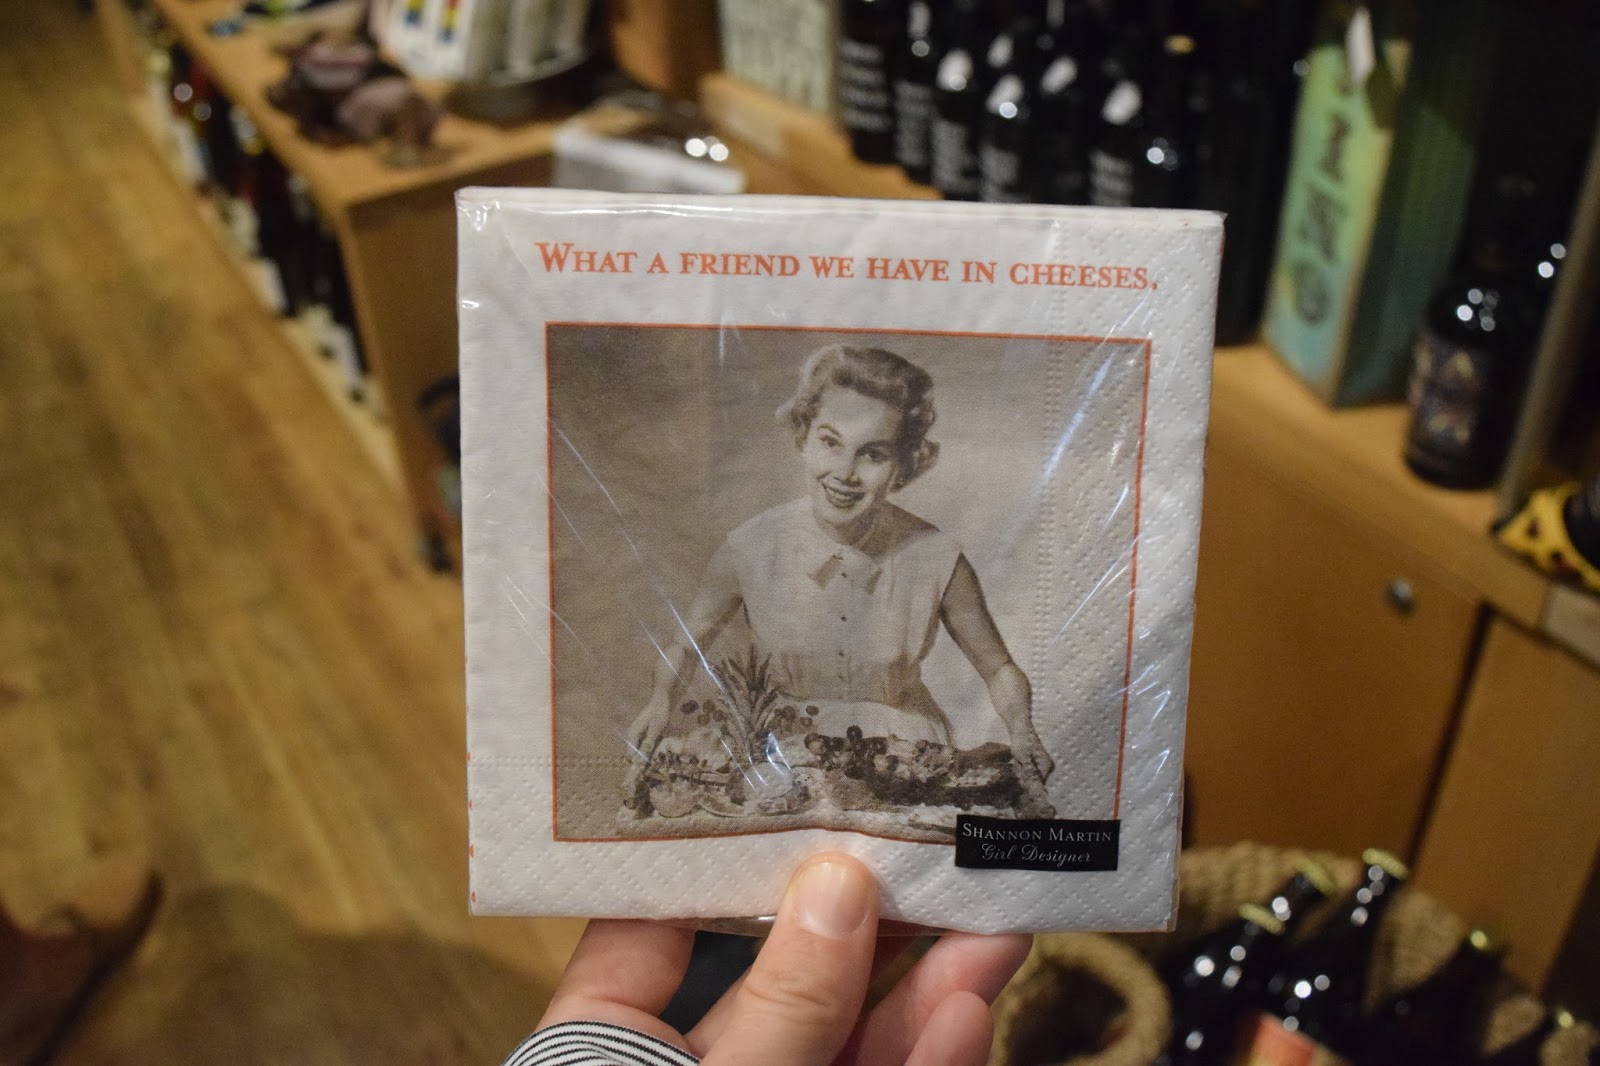 WHAT A FRIEND WE HAVE IN CHEESES.
SHANNON MARTIN
Girl Designer